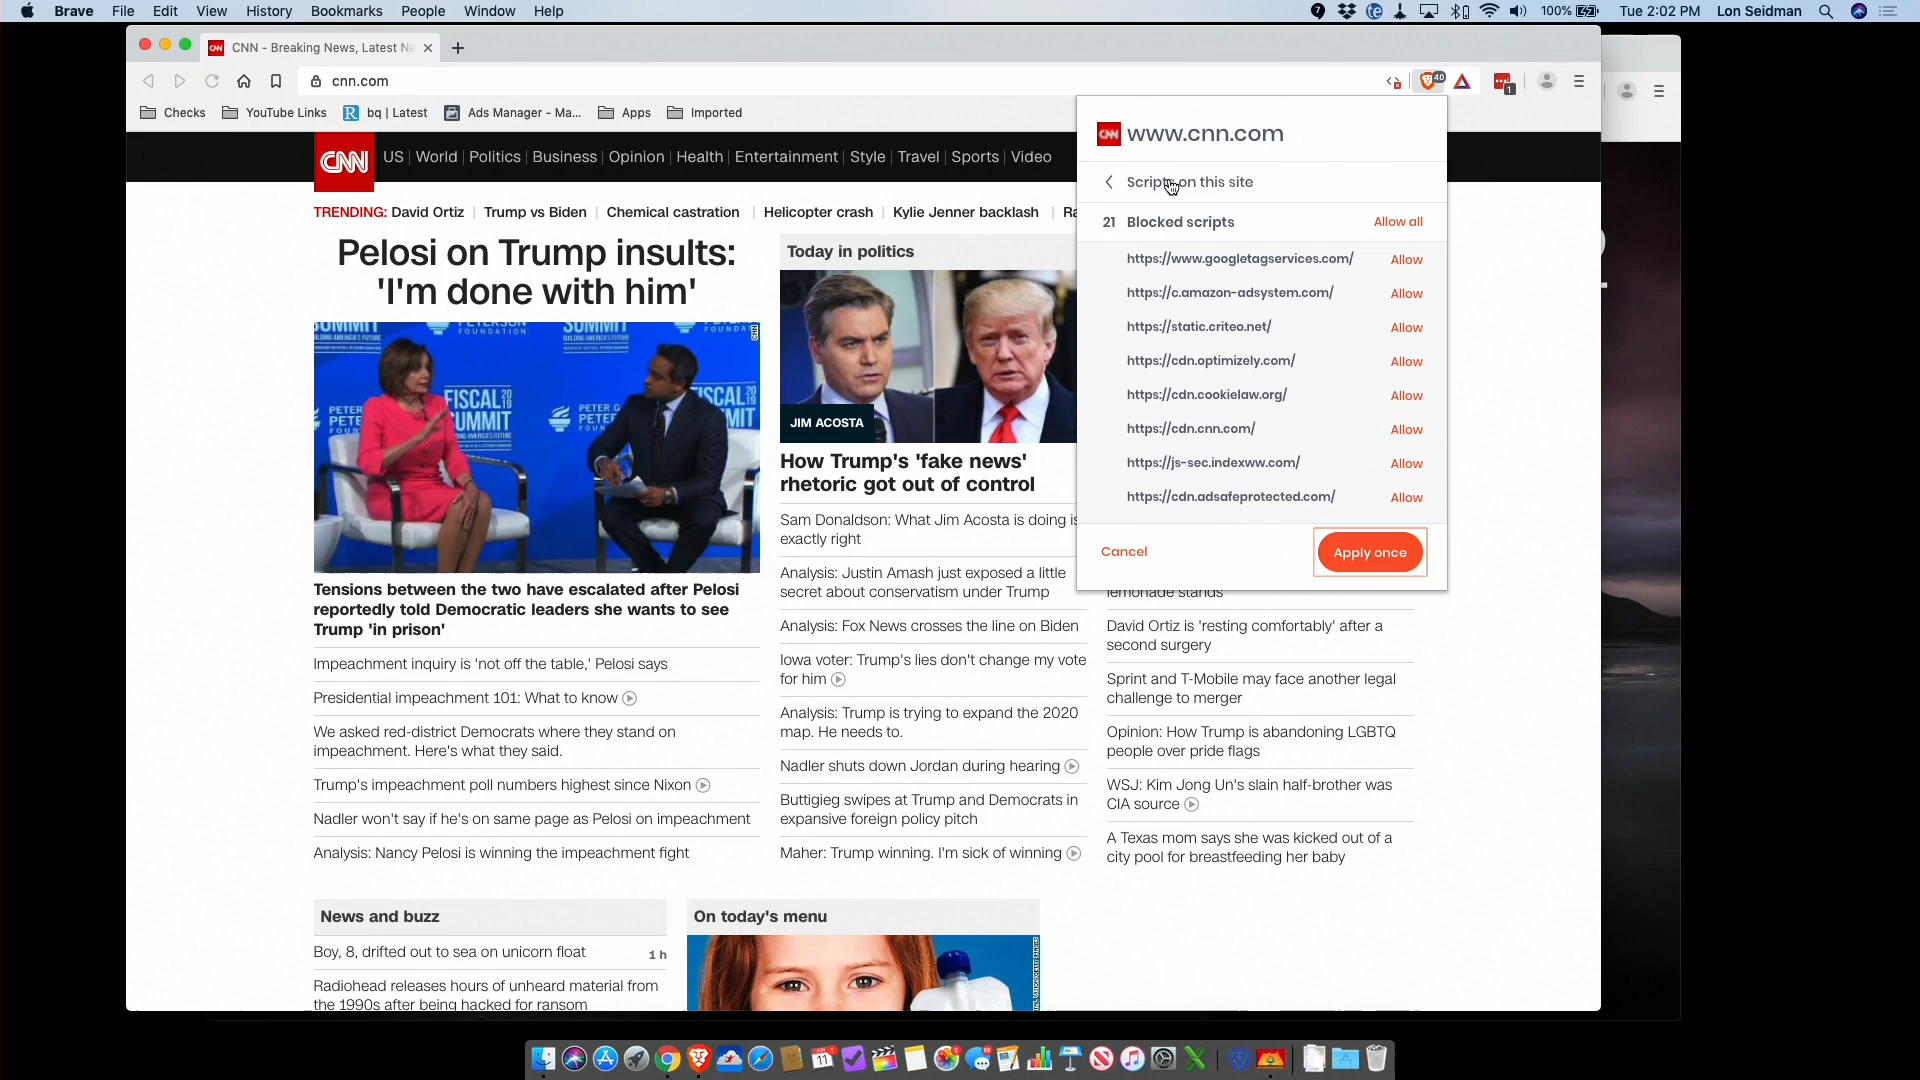 Brave File Edit View History Bookmarks People Window Help
7
100% Tue 2:02 PM Lon Seidman
CNN CNN - Breaking News, Latest Ne
cnn.com
40
1
Checks YouTube Links R bq | Latest Ads Manager - Ma... Apps Imported
CNN US World Politics Business Opinion Health Entertainment Style Travel Sports Video
TRENDING: David Ortiz Trump vs Biden Chemical castration Helicopter crash Kylie Jenner backlash Ra
Pelosi on Trump insults:
'I'm done with him'
SUMMIT
PETERSON
FOUNDATION
SUMMIT
FISCAL
2019
SUMMIT
PETER G
CNN
Tensions between the two have escalated after Pelosi
reportedly told Democratic leaders she wants to see
Trump 'in prison'
Impeachment inquiry is 'not off the table,' Pelosi says
Presidential impeachment 101: What to know
We asked red-district Democrats where they stand on
impeachment. Here's what they said.
Trump's impeachment poll numbers highest since Nixon
Nadler won't say if he's on same page as Pelosi on impeachment
Analysis: Nancy Pelosi is winning the impeachment fight
Today in politics
JIM ACOSTA
How Trump's 'fake news'
rhetoric got out of control
Sam Donaldson: What Jim Acosta is doing is
exactly right
Analysis: Justin Amash just exposed a little
secret about conservatism under Trump
Analysis: Fox News crosses the line on Biden
Iowa voter: Trump's lies don't change my vote
for him
Analysis: Trump is trying to expand the 2020
map. He needs to.
Nadler shuts down Jordan during hearing
Buttigieg swipes at Trump and Democrats in
expansive foreign policy pitch
Maher: Trump winning. I'm sick of winning
CNN www.cnn.com
Scripts on this site
21 Blocked scripts Allow all
https://www.googletagservices.com/ Allow
https://c.amazon-adsystem.com/ Allow
https://static.criteo.net/ Allow
https://cdn.optimizely.com/ Allow
https://cdn.cookielaw.org/ Allow
https://cdn.cnn.com/ Allow
https://js-sec.indexww.com/ Allow
https://cdn.adsafeprotected.com/ Allow
Cancel Apply once
lemonade stands
David Ortiz is 'resting comfortably' after a
second surgery
Sprint and T-Mobile may face another legal
challenge to merger
Opinion: How Trump is abandoning LGBTQ
people over pride flags
WSJ: Kim Jong Un's slain half-brother was
CIA source
A Texas mom says she was kicked out of a
city pool for breastfeeding her baby
News and buzz
Boy, 8, drifted out to sea on unicorn float 1 h
Radiohead releases hours of unheard material from
the 1990s after being hacked for ransom
On today's menu
11